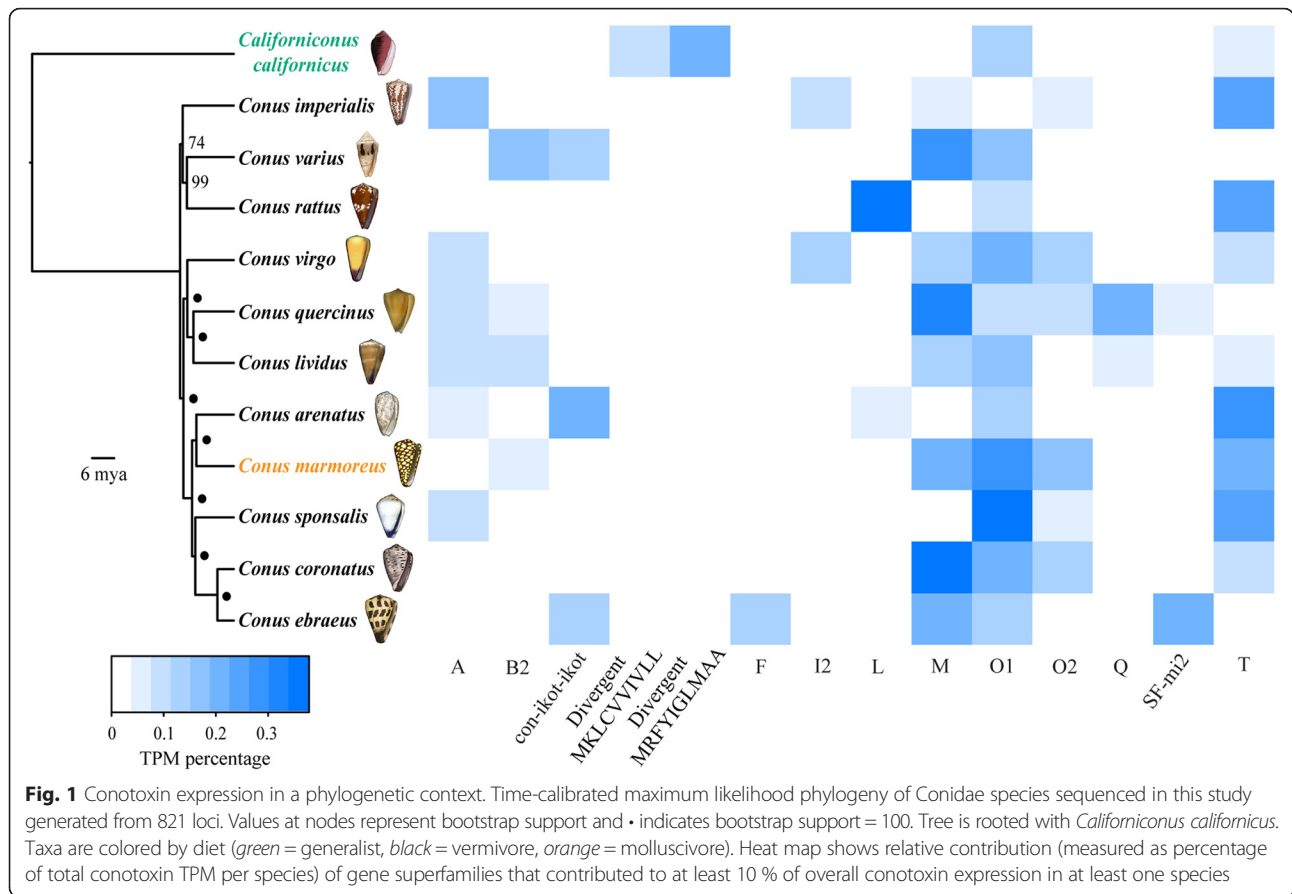 Californiconus
californicus
Conus imperialis
74
Conus varius
99
Conus rattus
Conus virgo
Conus quercinus
Conus lividus
Conus arenatus
6 mya
Conus marmoreus
Conus sponsalis
Conus coronatus
Conus ebraeus
A
B2
con-ikot-ikot
Divergent
MKLCVVIVLL
Divergent
MRFYIGLMAA
F
I2
L
M
O1
O2
Q
SF-mi2
T
0 0.1 0.2 0.3
TPM percentage
Fig. 1 Conotoxin expression in a phylogenetic context. Time-calibrated maximum likelihood phylogeny of Conidae species sequenced in this study
generated from 821 loci. Values at nodes represent bootstrap support and • indicates bootstrap support = 100. Tree is rooted with Californiconus californicus.
Taxa are colored by diet (green = generalist, black = vermivore, orange = molluscivore). Heat map shows relative contribution (measured as percentage
of total conotoxin TPM per species) of gene superfamilies that contributed to at least 10 % of overall conotoxin expression in at least one species